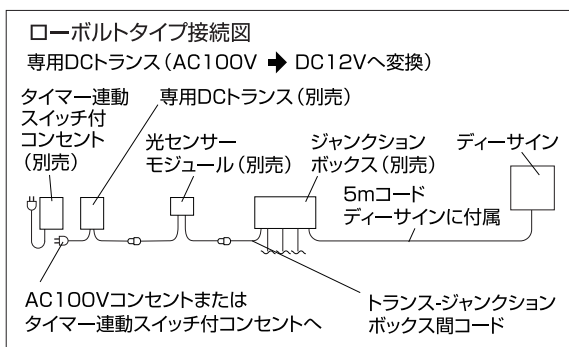 ローボルトタイプ接続図
専用DCトランス（AC100V ➡ DC12Vへ変換）
タイマー連動
スイッチ付
コンセント
（別売）
専用DCトランス（別売）
光センサー
モジュール（別売）
ジャンクション
ボックス（別売）
ディーサイン
5mコード
ディーサインに付属
AC100Vコンセントまたは
タイマー連動スイッチ付コンセントへ
トランス-ジャンクション
ボックス間コード